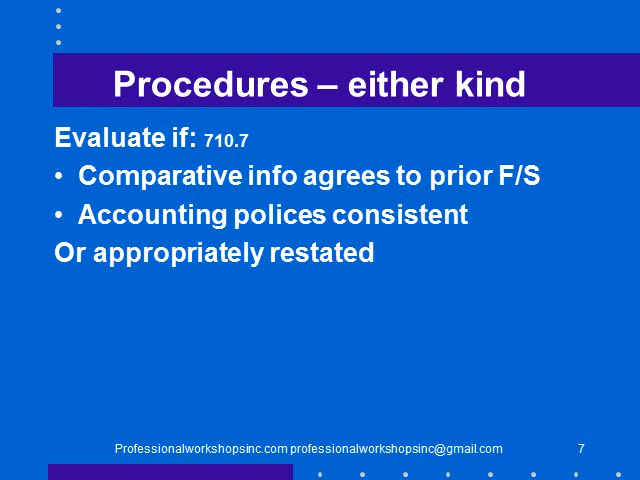 Procedures – either kind
Evaluate if: 710.7
• Comparative info agrees to prior F/S
• Accounting polices consistent
Or appropriately restated
Professionalworkshopsinc.com professionalworkshopsinc@gmail.com
7